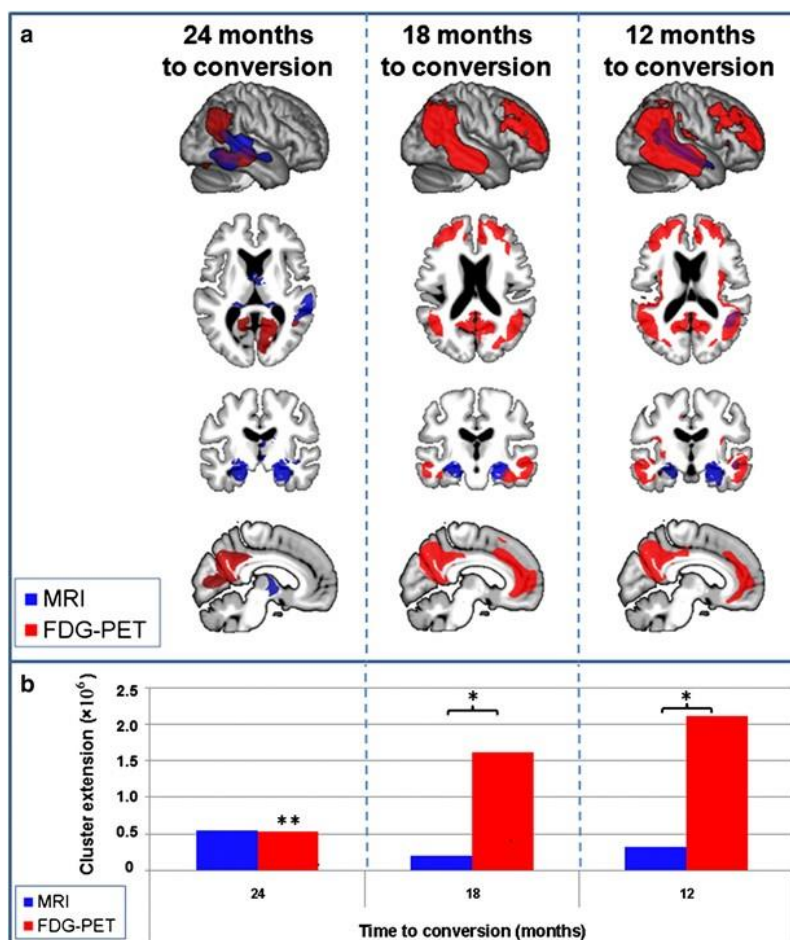 a
24 months
to conversion
18 months
to conversion
12 months
to conversion
MRI
FDG-PET
b
Cluster extension (×10⁶)
2.5
2.0
1.5
1.0
0.5
0
**
*
*
24
18
12
MRI
FDG-PET
Time to conversion (months)